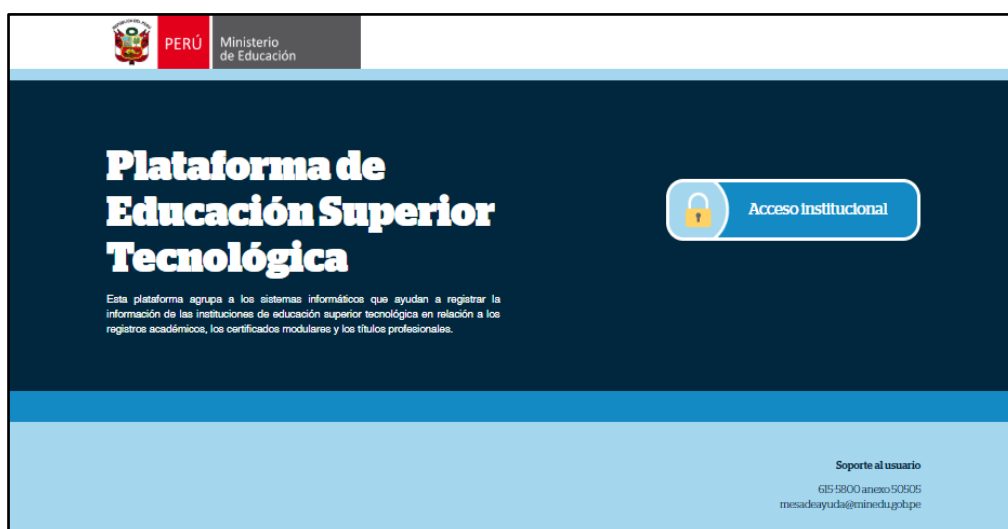 PERÚ
Ministerio
de Educación
Plataforma de
Educación Superior
Tecnológica
Esta plataforma agrupa a los sistemas informáticos que ayudan a registrar la
información de las instituciones de educación superior tecnológica en relación a los
registros académicos, los certificados modulares y los títulos profesionales.
Acceso institucional
Soporte al usuario
615 5800 anexo 50505
mesadeayuda@minedu.gob.pe